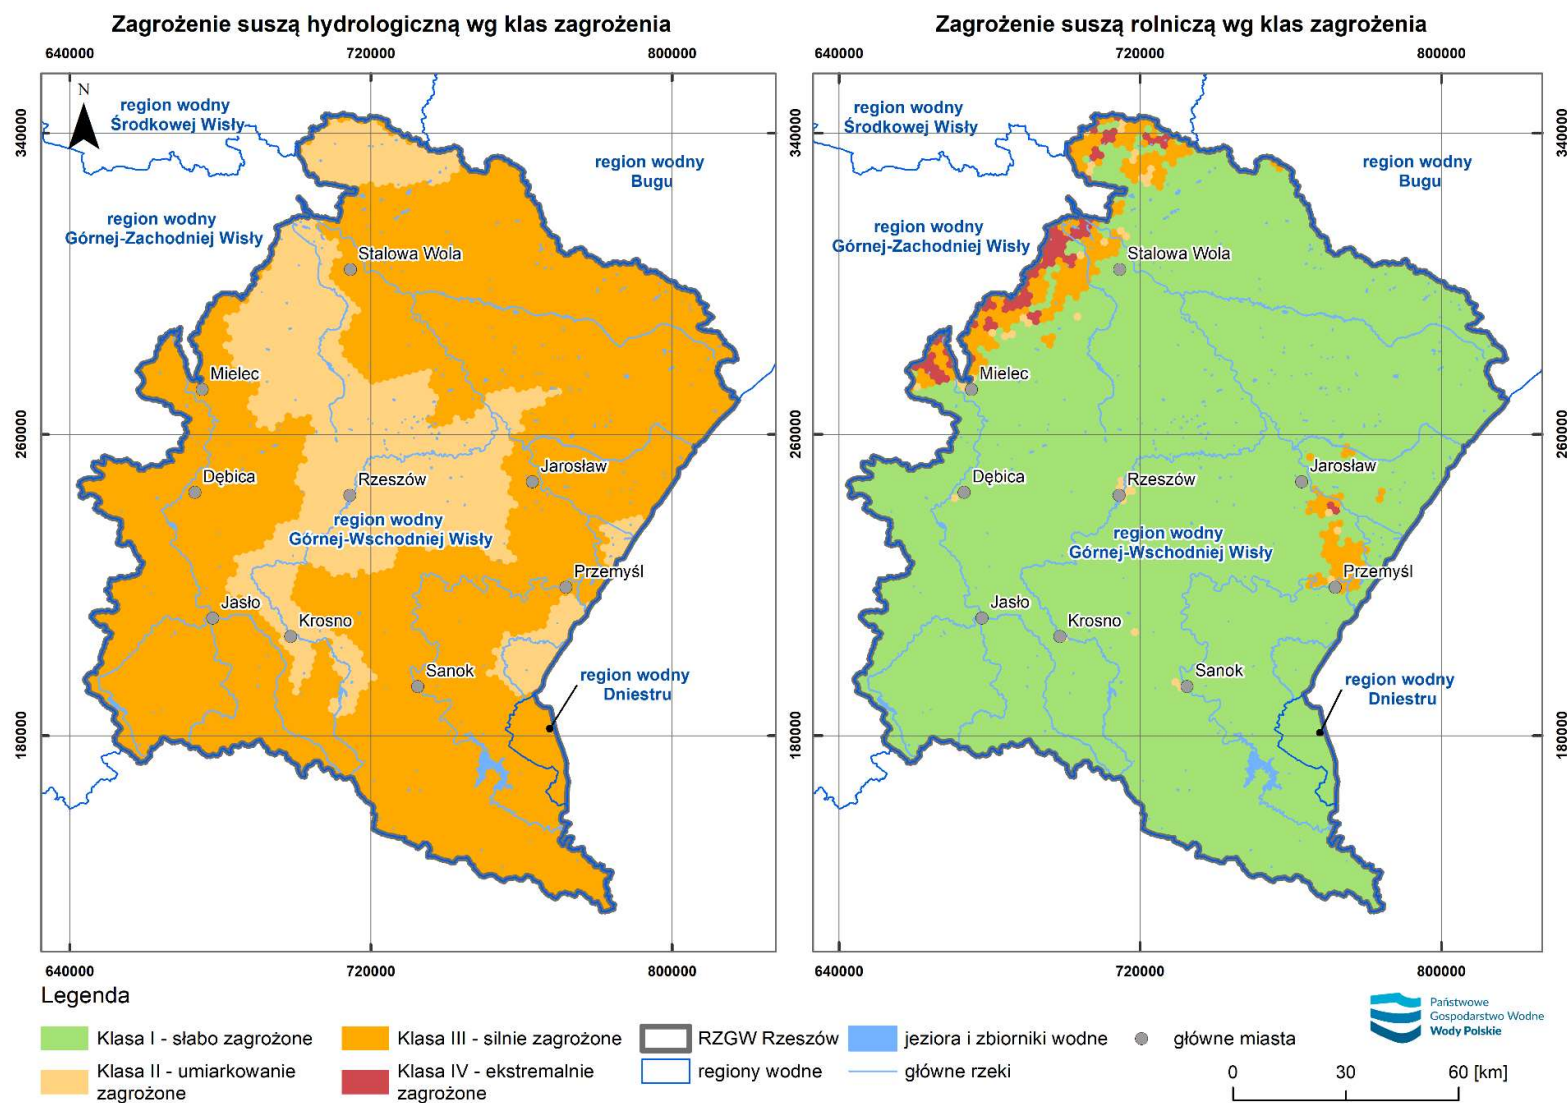 Zagrożenie suszą hydrologiczną wg klas zagrożenia
640000
720000
800000
340000
260000
180000
N
region wodny
Środkowej Wisły
region wodny
Bugu
region wodny
Górnej-Zachodniej Wisły
Stalowa Wola
Mielec
Dębica
Rzeszów
Jarosław
region wodny
Górnej-Wschodniej Wisły
Przemyśl
Jasło
Krosno
Sanok
region wodny
Dniestru
640000
720000
800000
Zagrożenie suszą rolniczą wg klas zagrożenia
640000
720000
800000
340000
260000
180000
region wodny
Środkowej Wisły
region wodny
Bugu
region wodny
Górnej-Zachodniej Wisły
Stalowa Wola
Mielec
Dębica
Rzeszów
Jarosław
region wodny
Górnej-Wschodniej Wisły
Przemyśl
Jasło
Krosno
Sanok
region wodny
Dniestru
640000
720000
800000
Legenda
Klasa I - słabo zagrożone
Klasa II - umiarkowanie
zagrożone
Klasa III - silnie zagrożone
Klasa IV - ekstremalnie
zagrożone
RZGW Rzeszów
regiony wodne
jeziora i zbiorniki wodne
główne rzeki
główne miasta
Państwowe
Gospodarstwo Wodne
Wody Polskie
0 30 60 [km]